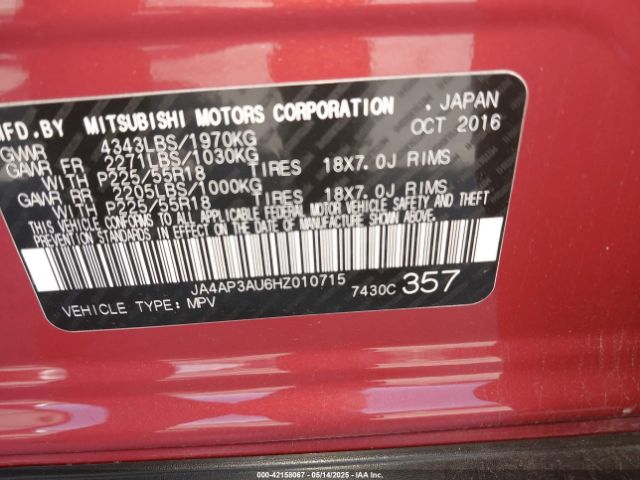 MFD.BY MITSUBISHI MOTORS CORPORATION . JAPAN
GVWR 4343LBS/1970KG OCT 2016
GAWR FR 2271LBS/1030KG
WITH P225/55R18 TIRES 18X7.0J RIMS
GAWR RR 2205LBS/1000KG
WITH P225/55R18 TIRES 18X7.0J RIMS
THIS VEHICLE CONFORMS TO ALL APPLICABLE FEDERAL MOTOR VEHICLE SAFETY AND THEFT
PREVENTION STANDARDS IN EFFECT ON THE DATE OF MANUFACTURE SHOWN ABOVE.
JA4AP3AU6HZ010715
VEHICLE TYPE: MPV 7430C 357
000-42158067 05/14/2025 IAAI.COM